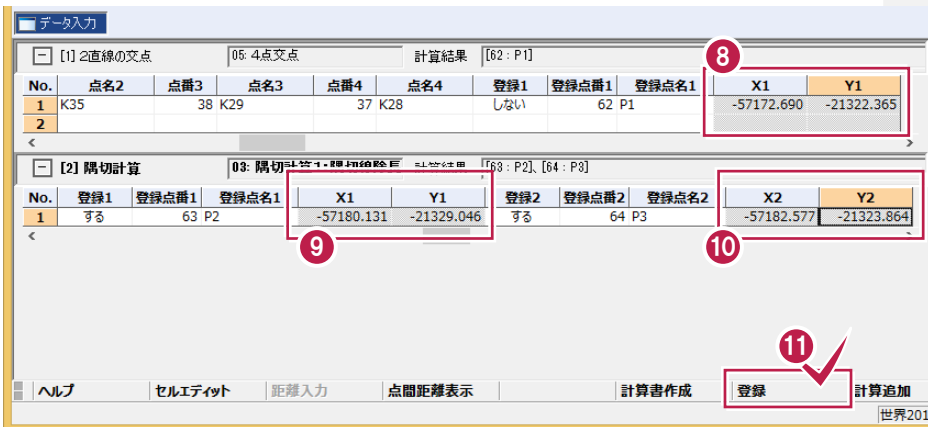 データ入力
[1] 2直線の交点 05: 4点交点 計算結果 [62 : P1]
⑧
No. 点名2 点番3 点名3 点番4 点名4 登録1 登録点番1 登録点名1 X1 Y1
1 K35 38 K29 37 K28 しない 62 P1 -57172.690 -21322.365
2
[2] 隅切計算 03: 隅切計算1:隅切線除長 計算結果 [63 : P2]、[64 : P3]
No. 登録1 登録点番1 登録点名1 X1 Y1 登録2 登録点番2 登録点名2 X2 Y2
1 する 63 P2 -57180.131 -21329.046 する 64 P3 -57182.577 -21323.864
⑨ ⑩
⑪
ヘルプ セルエディット 距離入力 点間距離表示 計算書作成 登録 計算追加
世界201